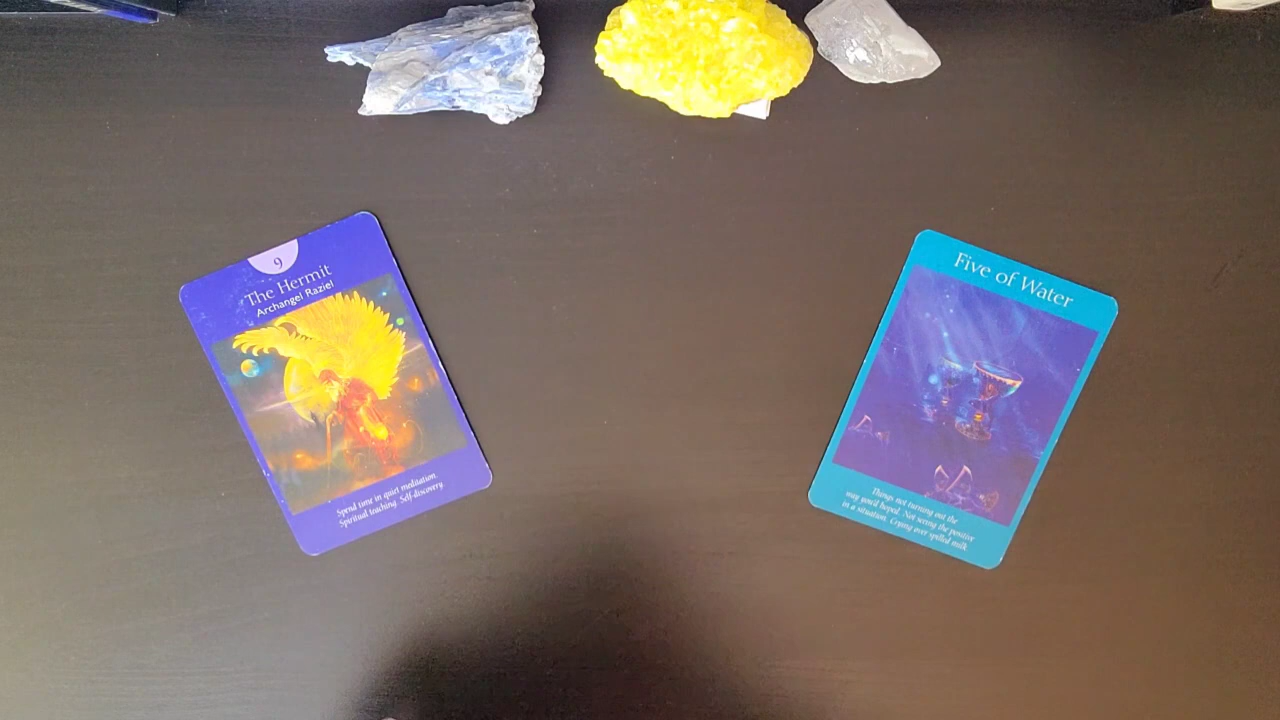 9
The Hermit
Archangel Raziel
Spend time in quiet meditation.
Spiritual teaching. Self-discovery
Five of Water
Things not turning out the
way you'd hoped. Not seeing the positive
in a situation. Crying over spilled milk.